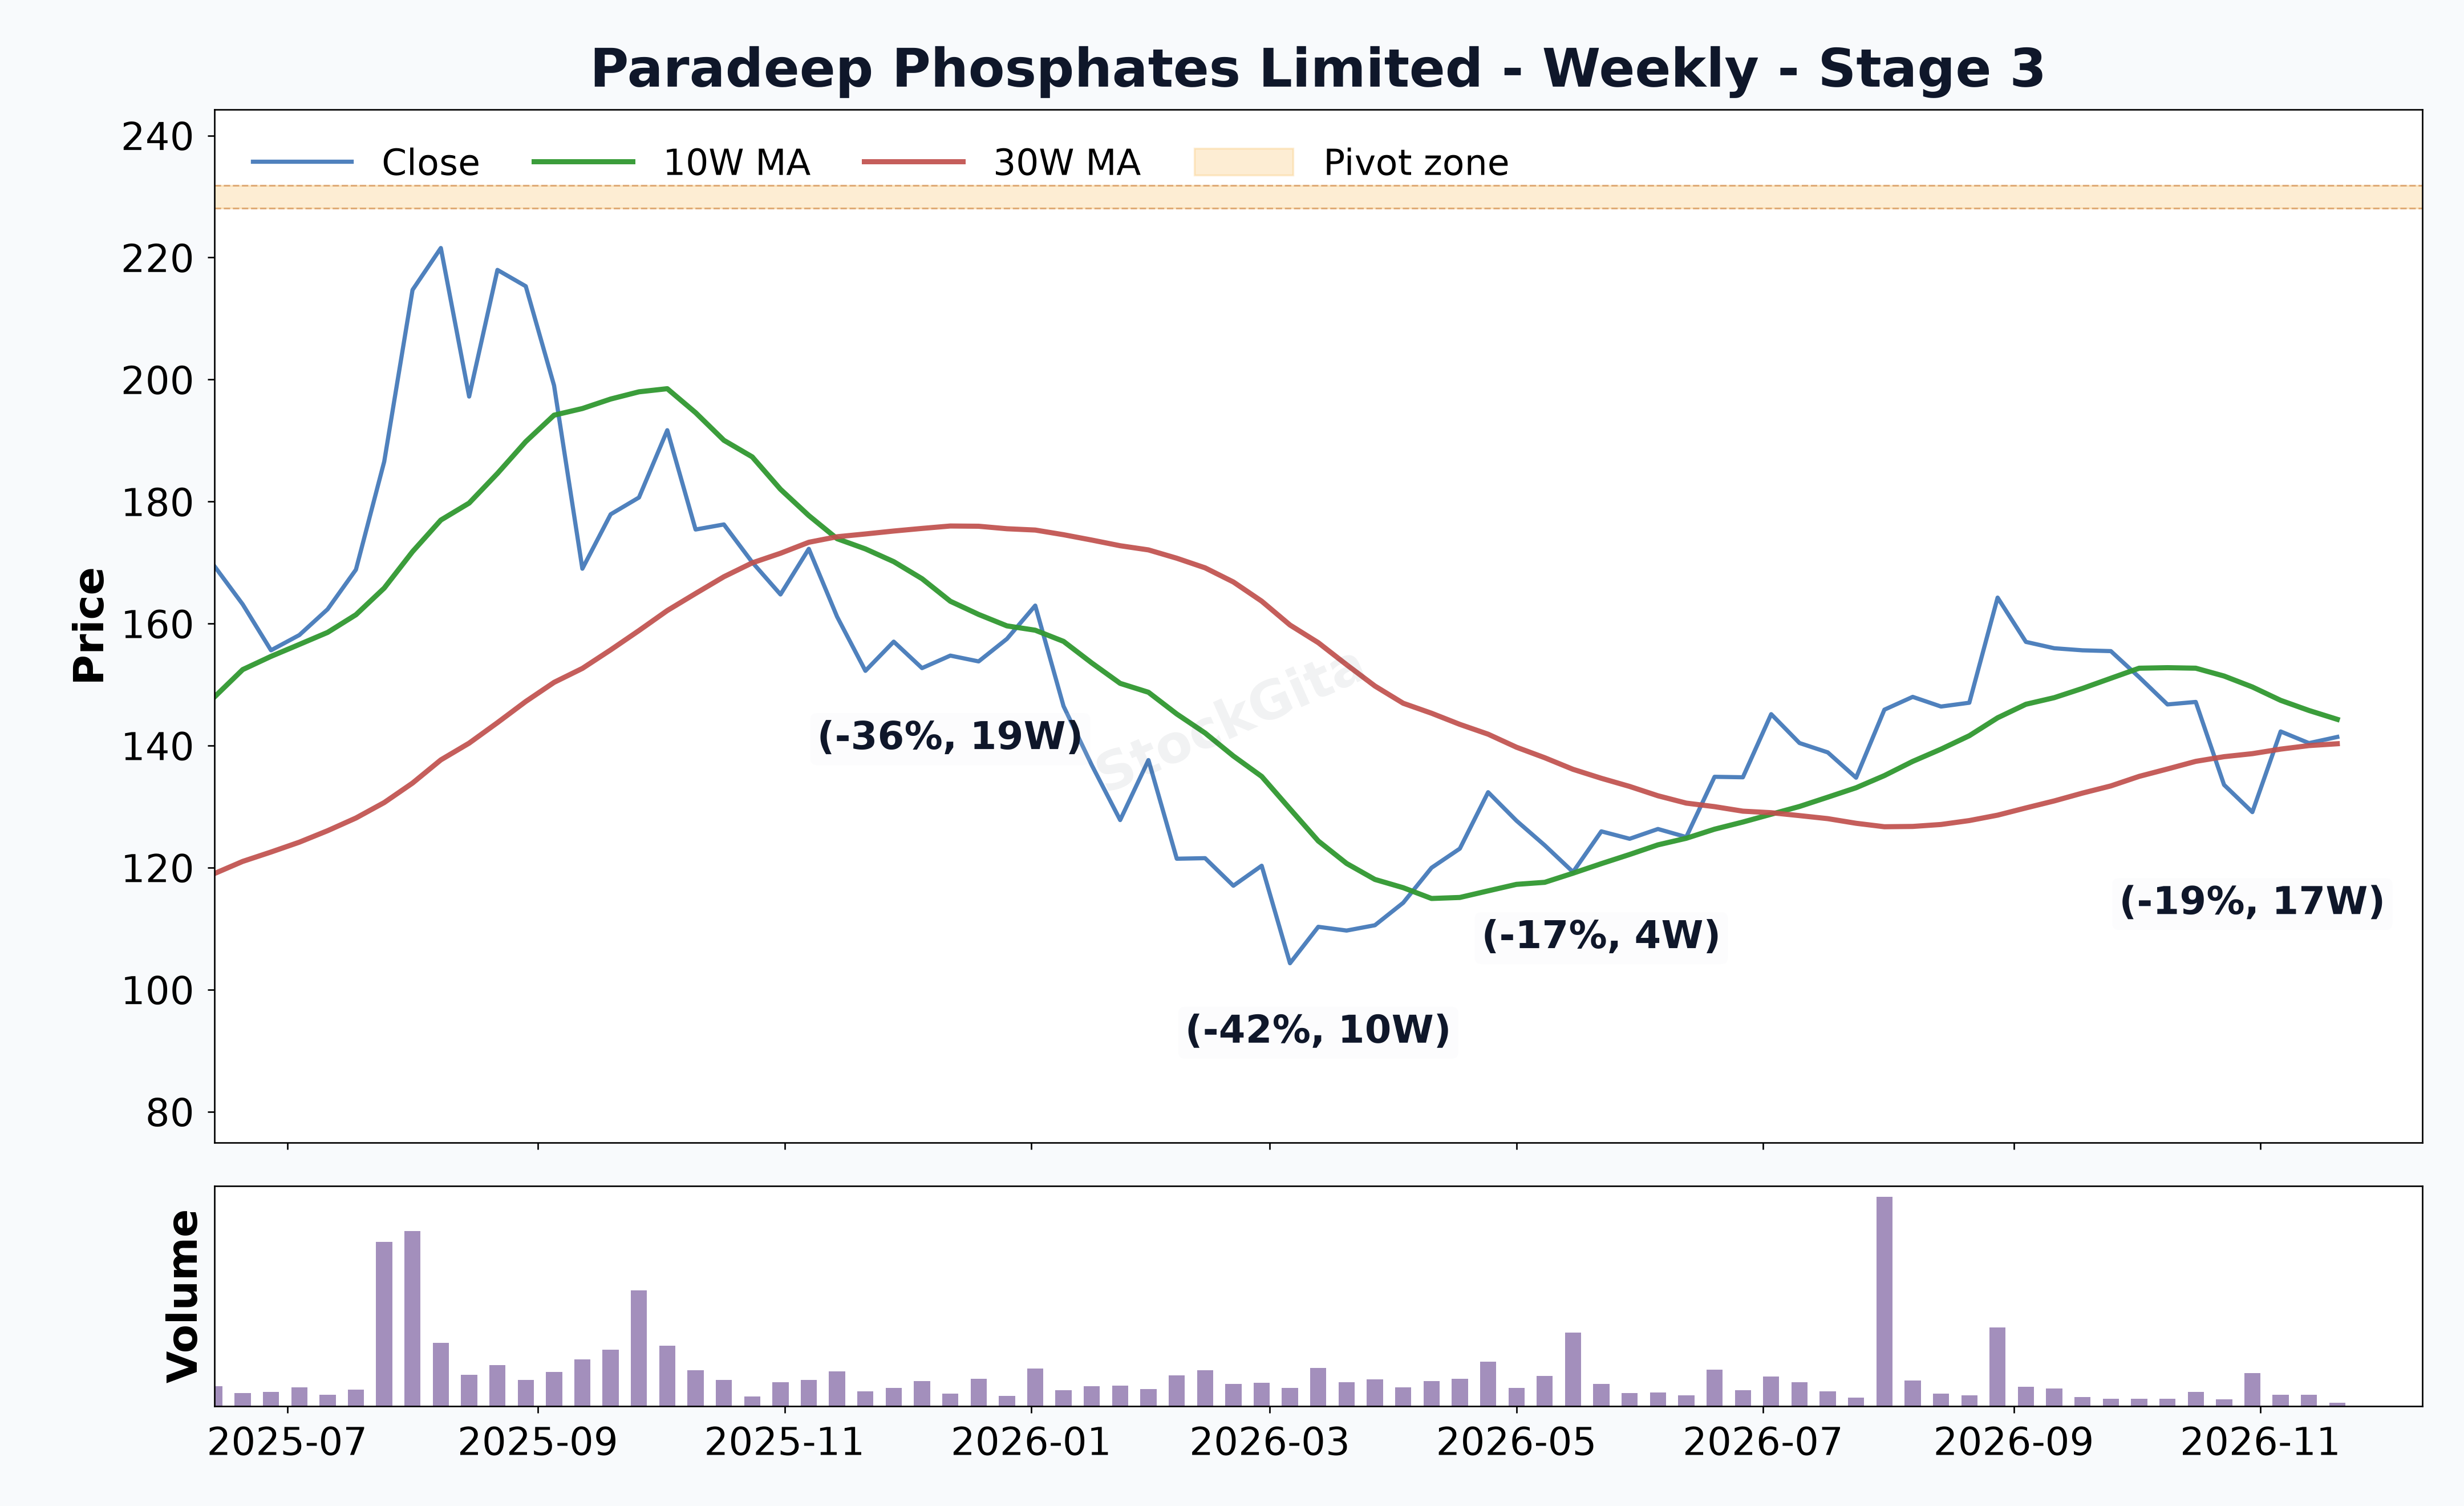 Paradeep Phosphates Limited - Weekly - Stage 3
Close
10W MA
30W MA
Pivot zone
Price
240
220
200
180
160
140
120
100
80
StockGita
(-36%, 19W)
(-42%, 10W)
(-17%, 4W)
(-19%, 17W)
Volume
2025-07
2025-09
2025-11
2026-01
2026-03
2026-05
2026-07
2026-09
2026-11